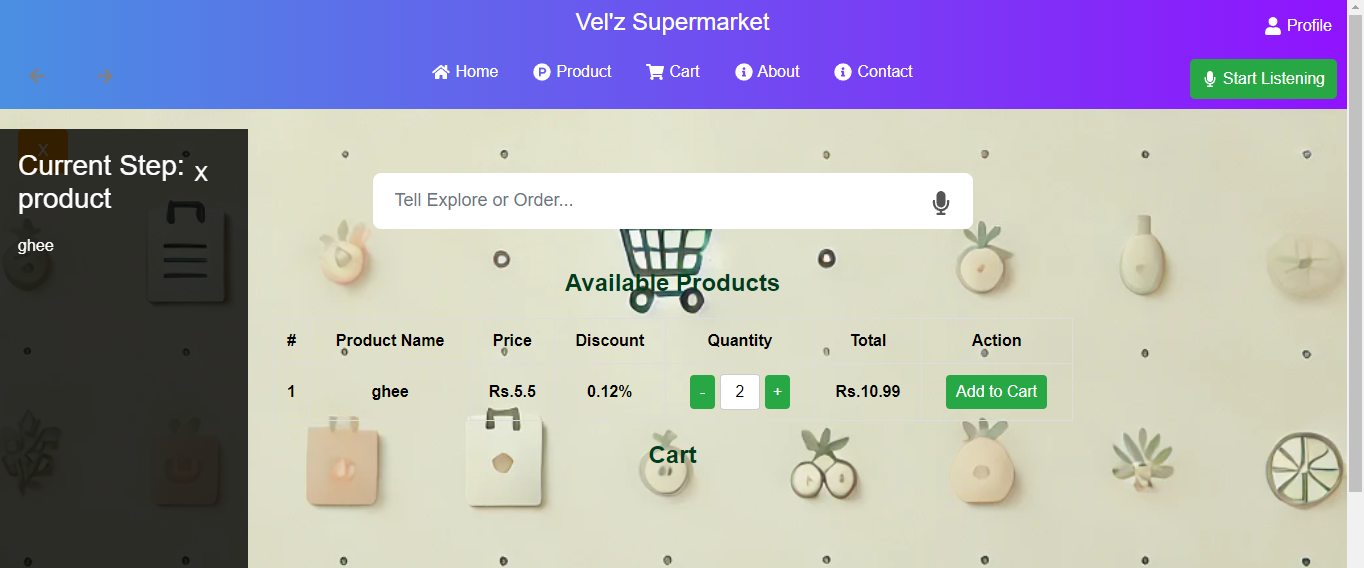 Vel'z Supermarket
Profile
Home Product Cart About Contact
Start Listening
x
Current Step: x
product
ghee
Tell Explore or Order...
Available Products
# Product Name Price Discount Quantity Total Action
1 ghee Rs.5.5 0.12% - 2 + Rs.10.99 Add to Cart
Cart